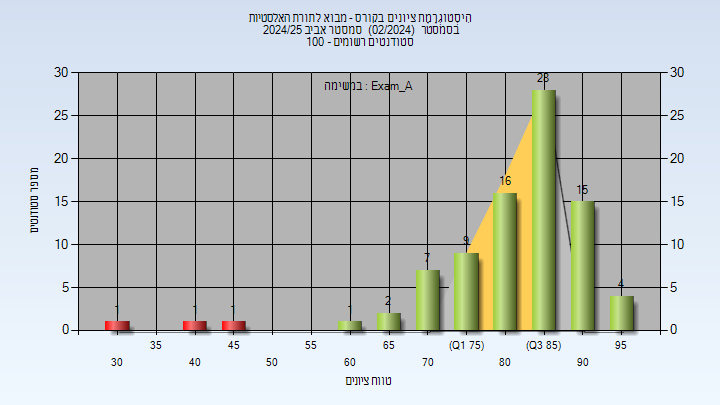 היסטוגרמת ציונים בקורס - מבוא לתורת האלסטיות
בסמסטר (02/2024) סמסטר אביב 2024/25
סטודנטים רשומים - 100
במשימה : Exam_A
מספר סטודנטים
30 25 20 15 10 5 0
30 25 20 15 10 5 0
1 1 1 1 2 7 9 16 28 15 4
35 45 55 65 (Q1 75) (Q3 85) 95
30 40 50 60 70 80 90
טווח ציונים